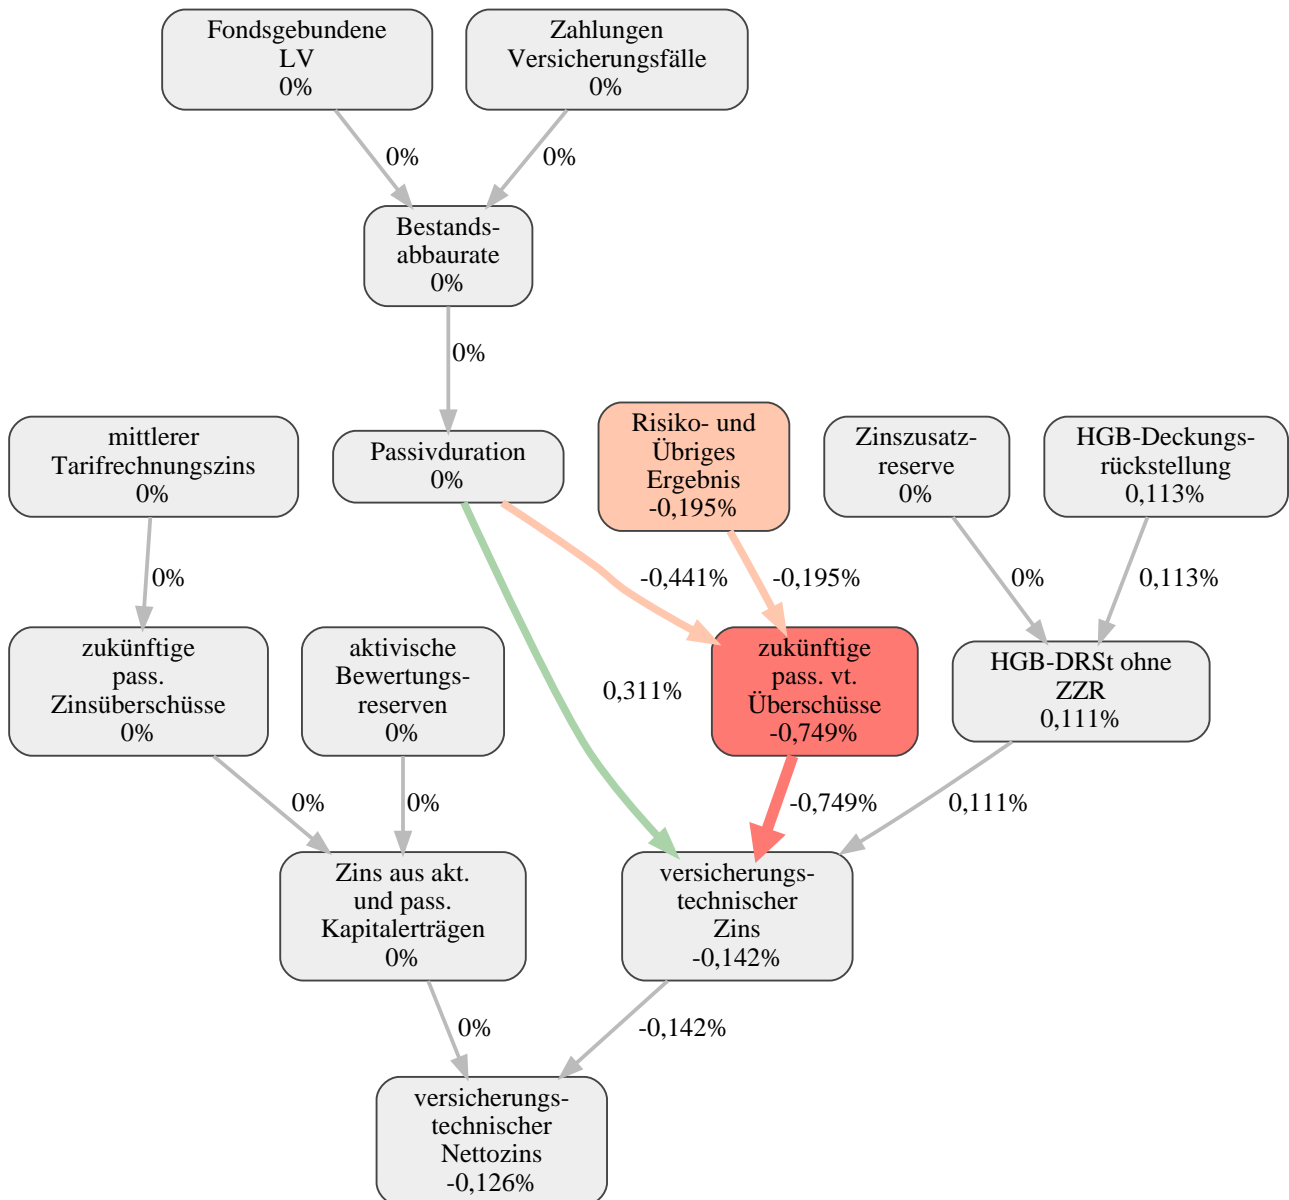 Fondsgebundene
LV
0%
Zahlungen
Versicherungsfälle
0%
0%
0%
Bestands-
abbaurate
0%
0%
mittlerer
Tarifrechnungszins
0%
Passivduration
0%
Risiko- und
Übriges
Ergebnis
-0,195%
Zinszusatz-
reserve
0%
HGB-Deckungs-
rückstellung
0,113%
0%
-0,441%
-0,195%
0%
0,113%
zukünftige
pass.
Zinsüberschüsse
0%
aktivische
Bewertungs-
reserven
0%
0,311%
zukünftige
pass. vt.
Überschüsse
-0,749%
HGB-DRSt ohne
ZZR
0,111%
0%
0%
-0,749%
0,111%
Zins aus akt.
und pass.
Kapitalerträgen
0%
versicherungs-
technischer
Zins
-0,142%
0%
-0,142%
versicherungs-
technischer
Nettozins
-0,126%